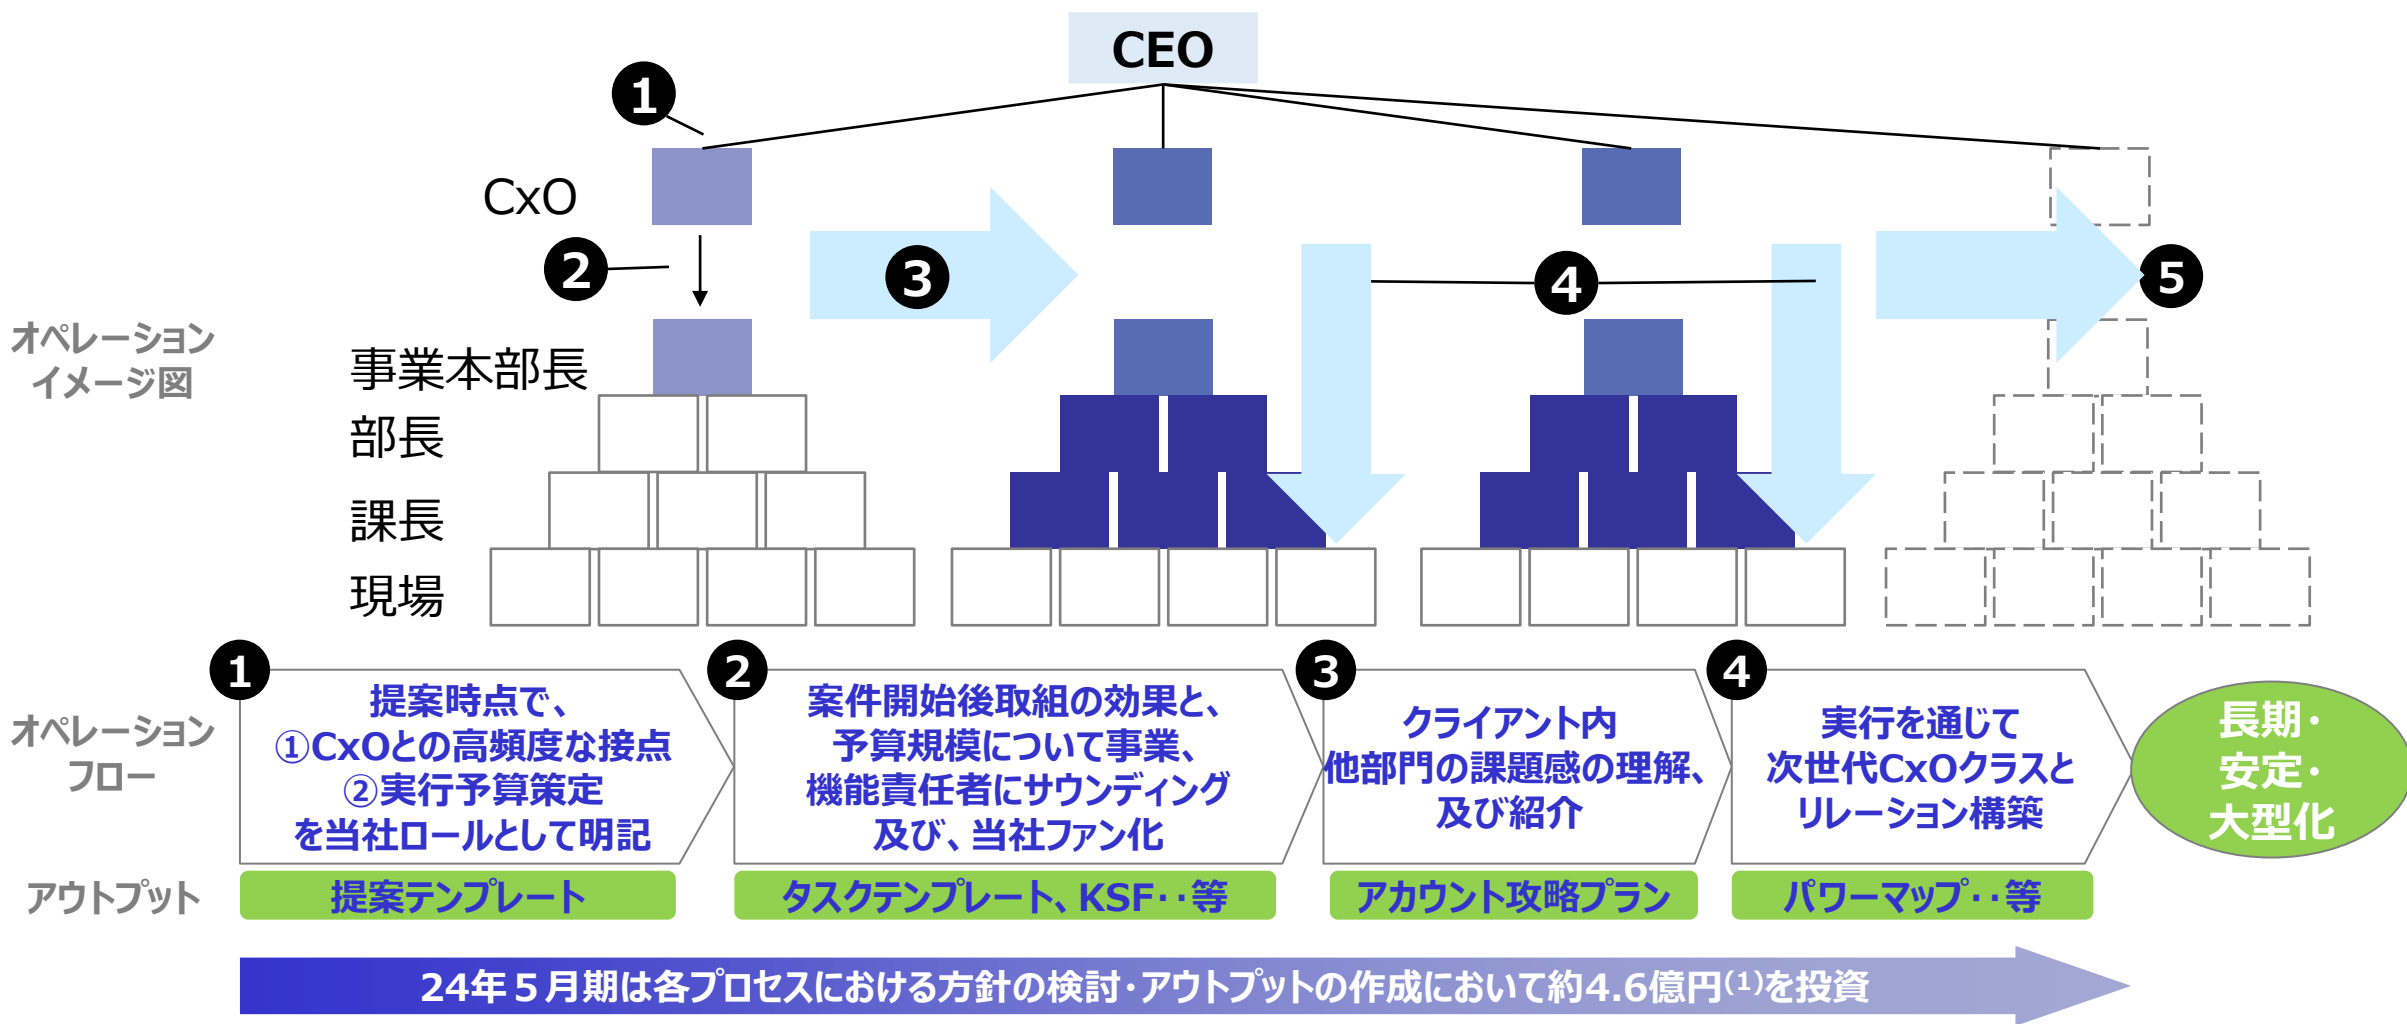 CEO
❶
CxO
❷
❸
❹
❺
オペレーション
イメージ図
事業本部長
部長
課長
現場
❶
❷
❸
❹
オペレーション
フロー
提案時点で、
①CxOとの高頻度な接点
②実行予算策定
を当社ロールとして明記
案件開始後取組の効果と、
予算規模について事業、
機能責任者にサウンディング
及び、当社ファン化
クライアント内
他部門の課題感の理解、
及び紹介
実行を通じて
次世代CxOクラスと
リレーション構築
長期・
安定・
大型化
アウトプット
提案テンプレート
タスクテンプレート、KSF‥等
アカウント攻略プラン
パワーマップ‥等
24年５月期は各プロセスにおける方針の検討・アウトプットの作成において約4.6億円⁽¹⁾を投資